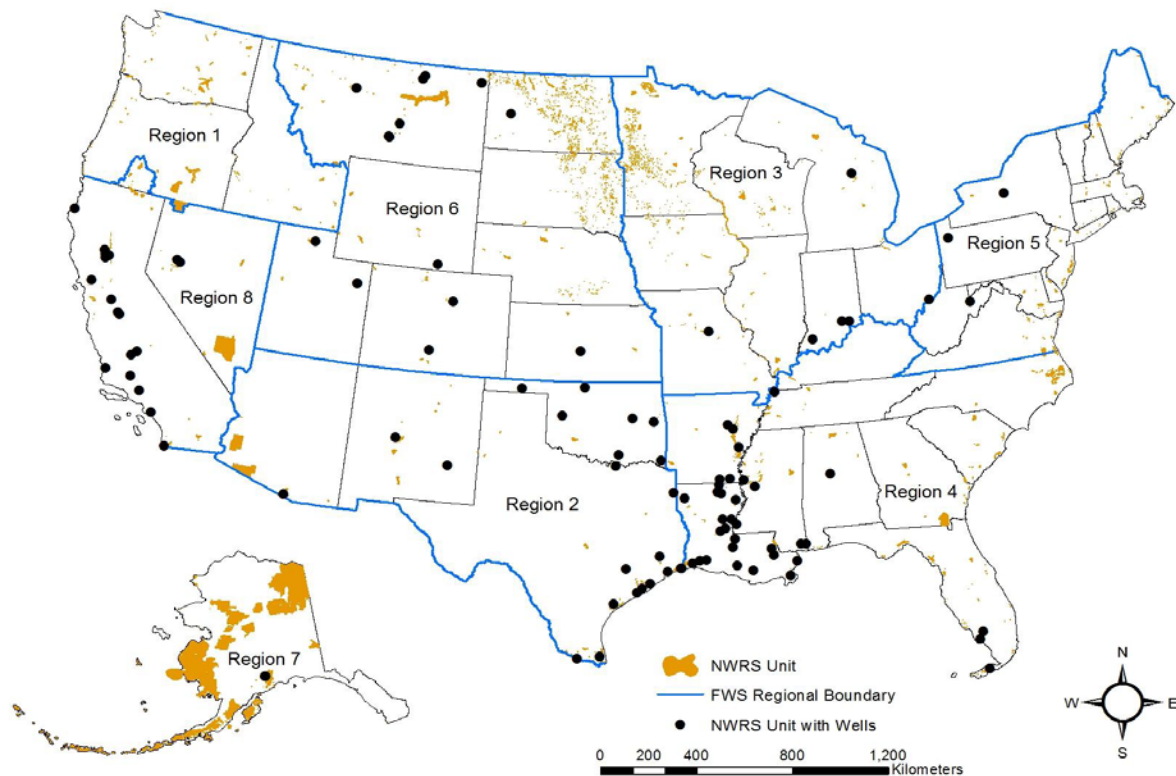 Region 1
Region 3
Region 6
Region 5
Region 8
Region 2
Region 4
Region 7
NWRS Unit
FWS Regional Boundary
NWRS Unit with Wells
N
W
E
S
0 200 400 800 1,200
Kilometers